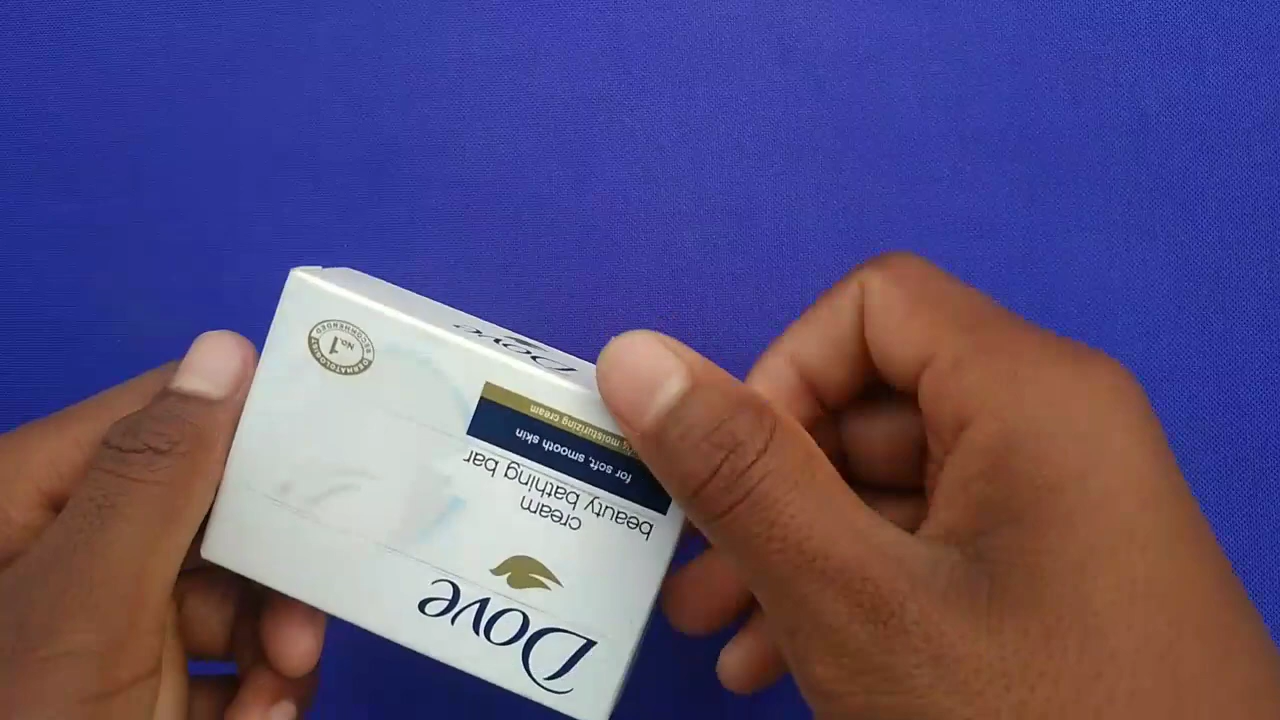 Dove
cream
beauty bathing bar
for soft, smooth skin
moisturizing cream
DERMATOLOGIST
No.1
RECOMMENDED
Dove